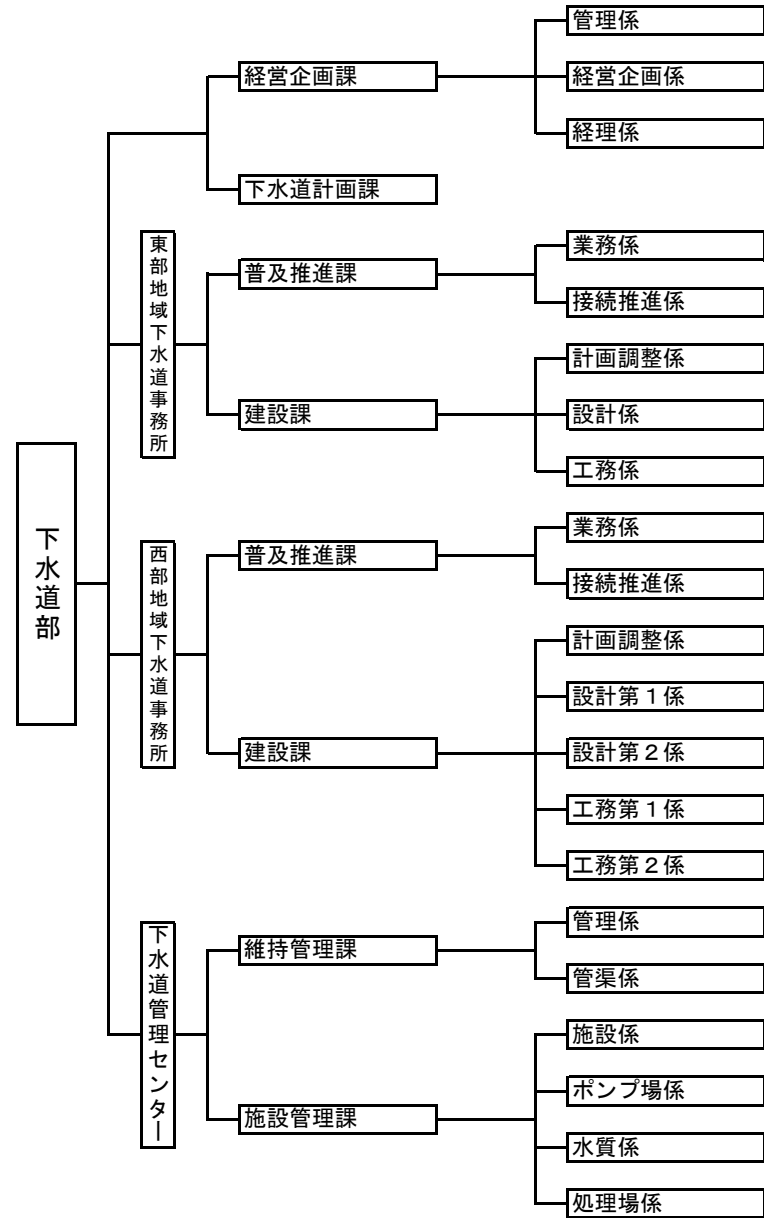 下水道部
経営企画課
管理係
経営企画係
経理係
下水道計画課
東部地域下水道事務所
普及推進課
業務係
接続推進係
建設課
計画調整係
設計係
工務係
西部地域下水道事務所
普及推進課
業務係
接続推進係
建設課
計画調整係
設計第１係
設計第２係
工務第１係
工務第２係
下水道管理センター
維持管理課
管理係
管渠係
施設管理課
施設係
ポンプ場係
水質係
処理場係